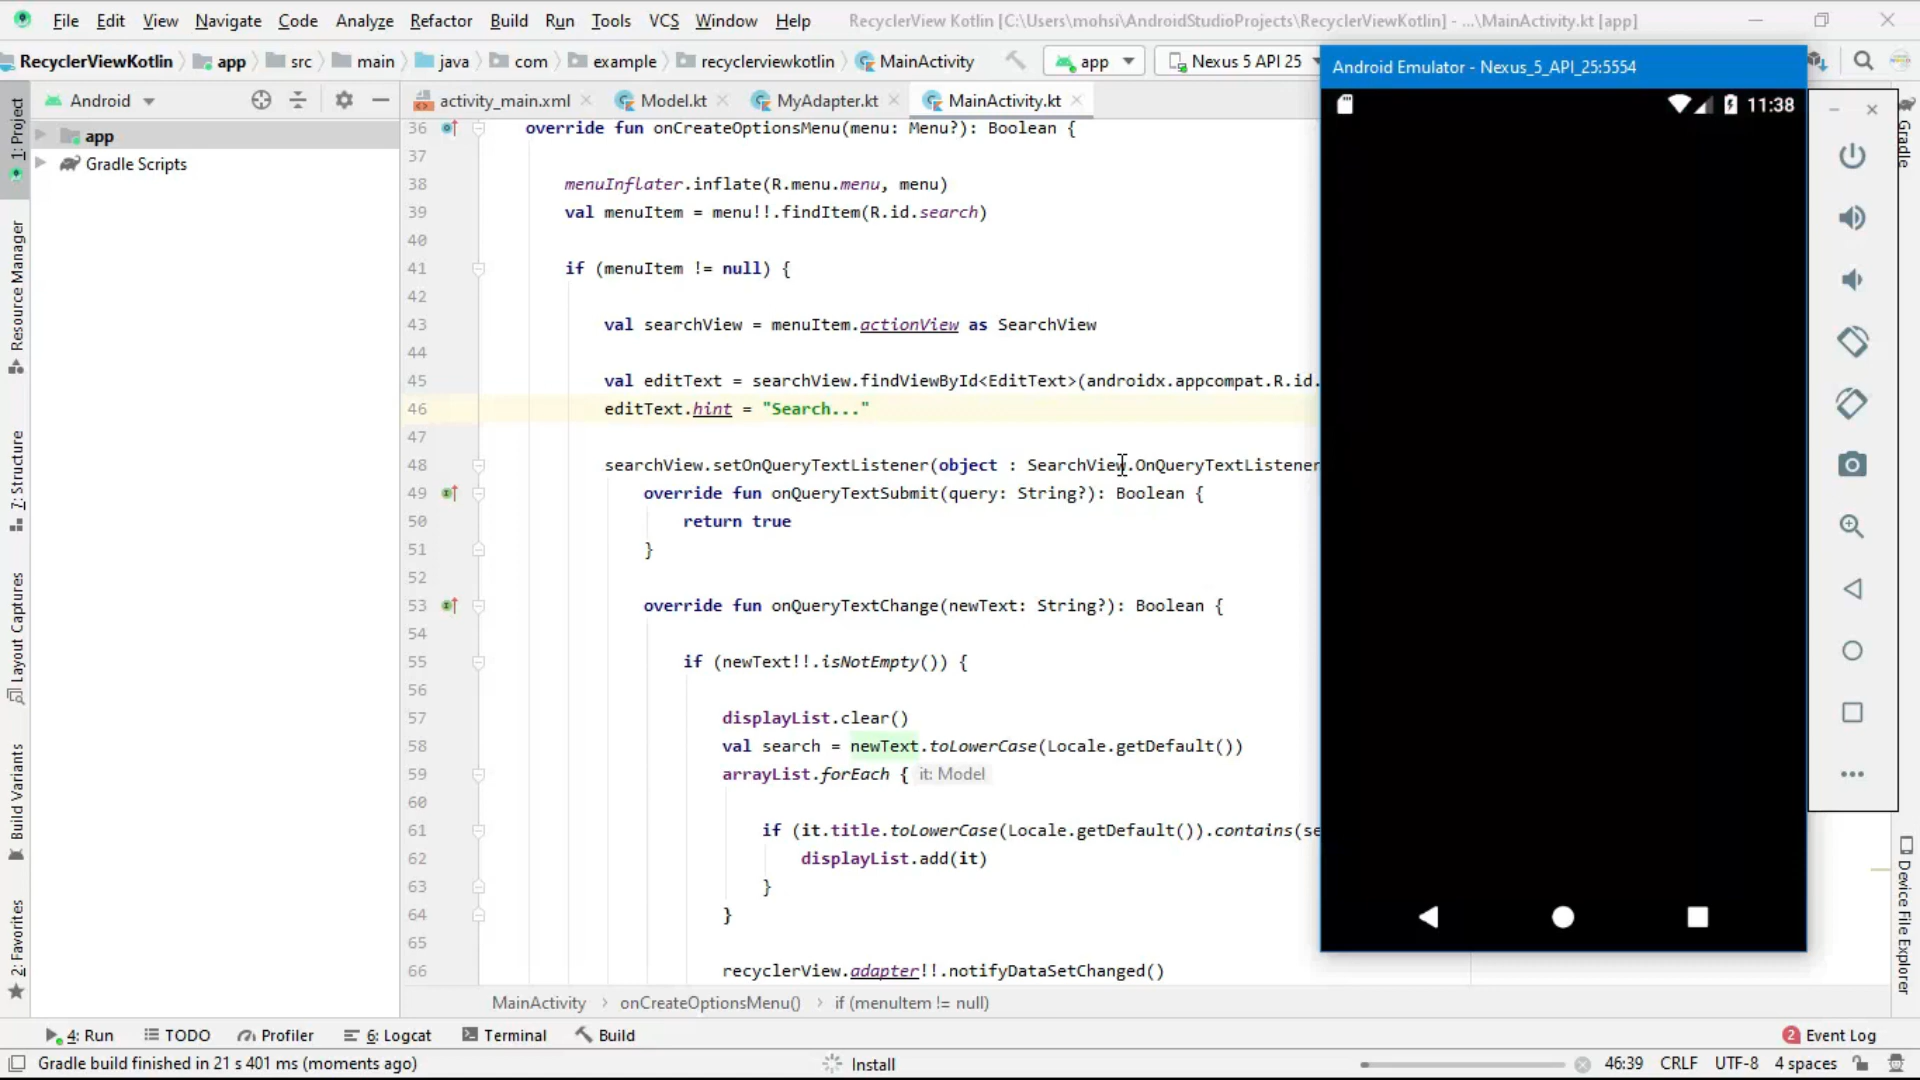 File Edit View Navigate Code Analyze Refactor Build Run Tools VCS Window Help RecyclerView Kotlin [C:\Users\mohsi\AndroidStudioProjects\RecyclerViewKotlin] - ...\MainActivity.kt [app]
RecyclerViewKotlin app src main java com example recyclerviewkotlin MainActivity app Nexus 5 API 25
Android Emulator - Nexus_5_API_25:5554
11:38
Android
activity_main.xml Model.kt MyAdapter.kt MainActivity.kt
app
Gradle Scripts
1: Project
Resource Manager
7: Structure
Layout Captures
Build Variants
2: Favorites
36 override fun onCreateOptionsMenu(menu: Menu?): Boolean {
37
38 menuInflater.inflate(R.menu.menu, menu)
39 val menuItem = menu!!.findItem(R.id.search)
40
41 if (menuItem != null) {
42
43 val searchView = menuItem.actionView as SearchView
44
45 val editText = searchView.findViewById<EditText>(androidx.appcompat.R.id.
46 editText.hint = "Search..."
47
48 searchView.setOnQueryTextListener(object : SearchView.OnQueryTextListener
49 override fun onQueryTextSubmit(query: String?): Boolean {
50 return true
51 }
52
53 override fun onQueryTextChange(newText: String?): Boolean {
54
55 if (newText!!.isNotEmpty()) {
56
57 displayList.clear()
58 val search = newText.toLowerCase(Locale.getDefault())
59 arrayList.forEach { it: Model
60
61 if (it.title.toLowerCase(Locale.getDefault()).contains(se
62 displayList.add(it)
63 }
64 }
65
66 recyclerView.adapter!!.notifyDataSetChanged()
MainActivity onCreateOptionsMenu() if (menuItem != null)
Gradle
Device File Explorer
4: Run TODO Profiler 6: Logcat Terminal Build 2 Event Log
Gradle build finished in 21 s 401 ms (moments ago) Install 46:39 CRLF UTF-8 4 spaces